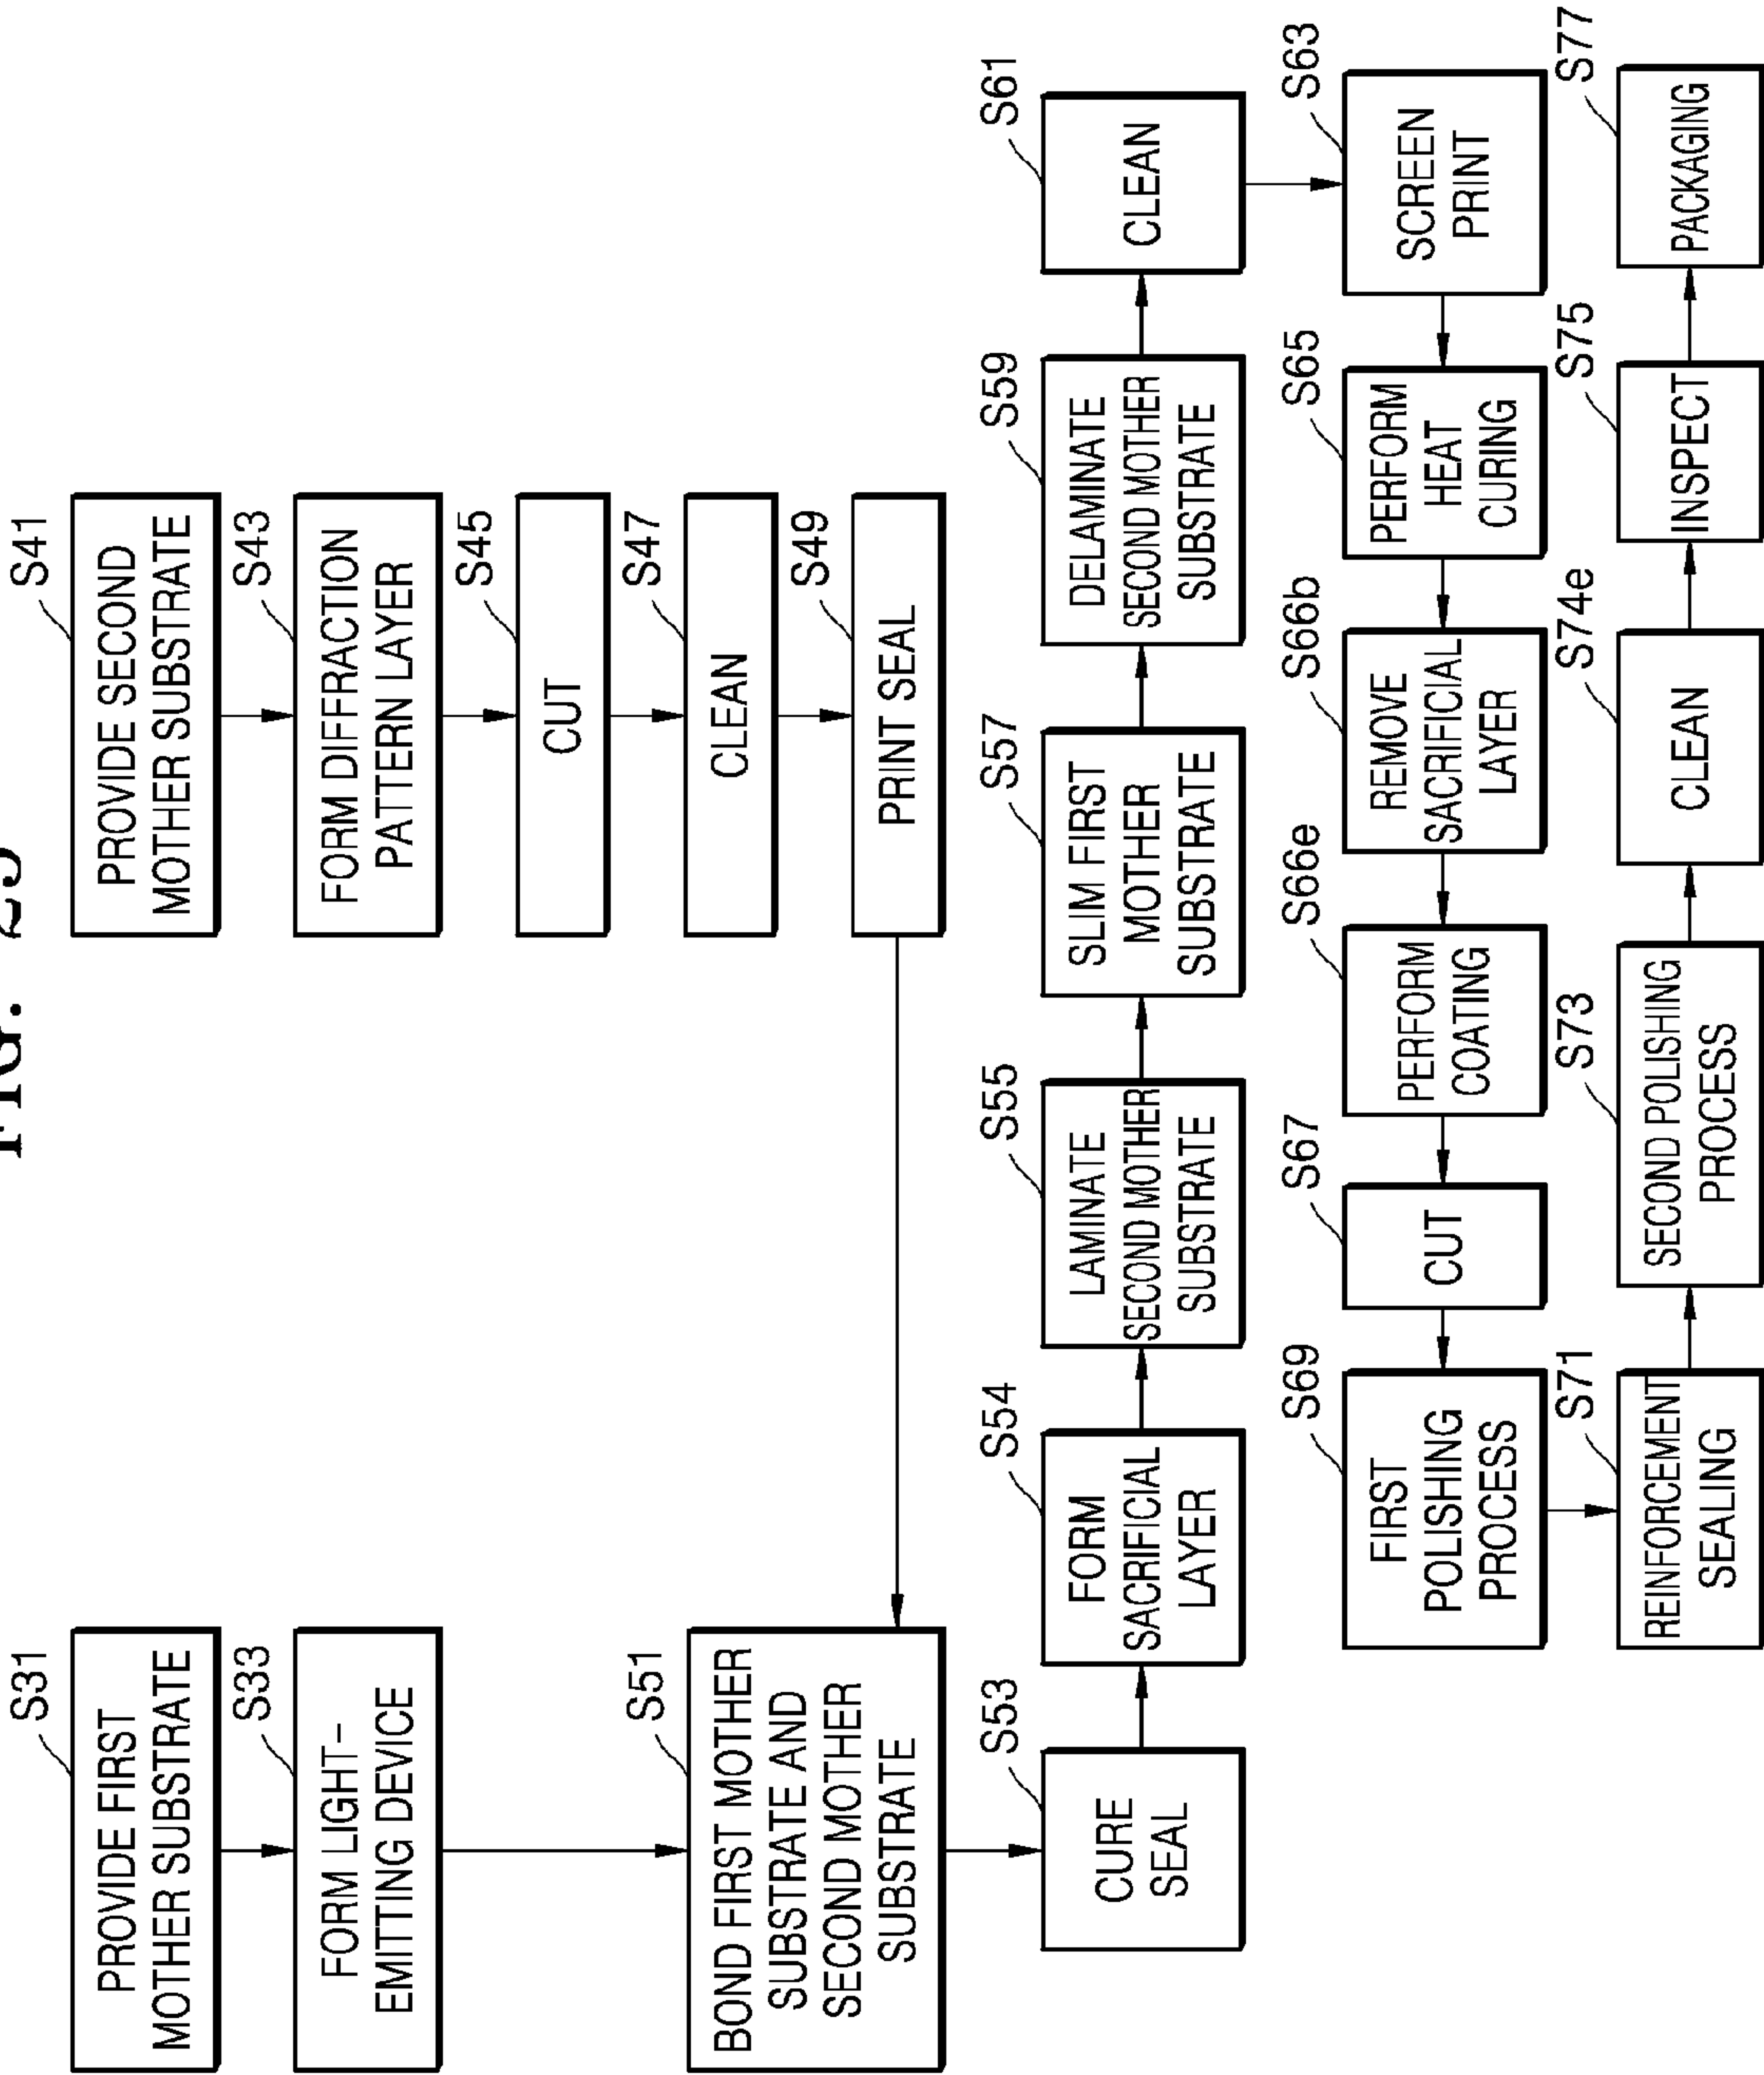 FIG.
S31
PROVIDE FIRST
MOTHER SUBSTRATE
S33
FORM LIGHT-
EMITTING DEVICE
S41
PROVIDE SECOND
MOTHER SUBSTRATE
S43
FORM DIFFRACTION
PATTERN LAYER
S45
CUT
S47
CLEAN
S49
PRINT SEAL
S51
BOND FIRST MOTHER
SUBSTRATE AND
SECOND MOTHER
SUBSTRATE
S53
CURE
SEAL
S54
FORM
SACRIFICIAL
LAYER
S55
LAMINATE
SECOND MOTHER
SUBSTRATE
S57
SLIM FIRST
MOTHER
SUBSTRATE
S59
DELAMINATE
SECOND MOTHER
SUBSTRATE
S61
CLEAN
S63
SCREEN
PRINT
S65
PERFORM
HEAT
CURING
S66b
REMOVE
SACRIFICIAL
LAYER
S66e
PERFORM
COATING
S67
CUT
S69
FIRST
POLISHING
PROCESS
S71
REINFORCEMENT
SEALING
S73
SECOND POLISHING
PROCESS
S74e
CLEAN
S75
INSPECT
S77
PACKAGING